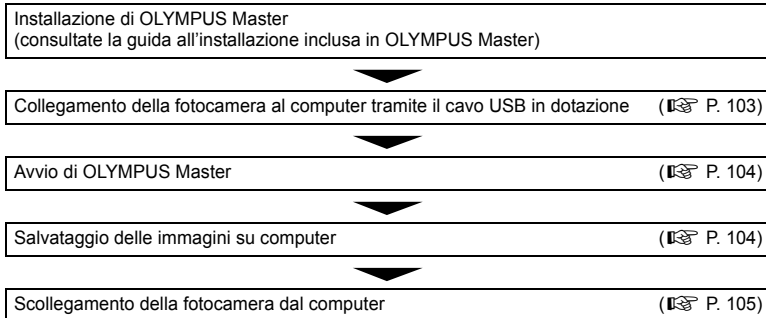 Installazione di OLYMPUS Master
(consultate la guida all'installazione inclusa in OLYMPUS Master)
Collegamento della fotocamera al computer tramite il cavo USB in dotazione (☞ P. 103)
Avvio di OLYMPUS Master (☞ P. 104)
Salvataggio delle immagini su computer (☞ P. 104)
Scollegamento della fotocamera dal computer (☞ P. 105)